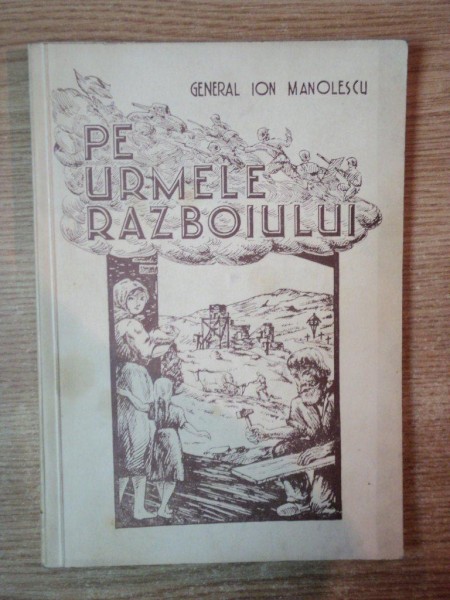 GENERAL ION MANOLESCU
PE
URMELE
RAZBOIULUI